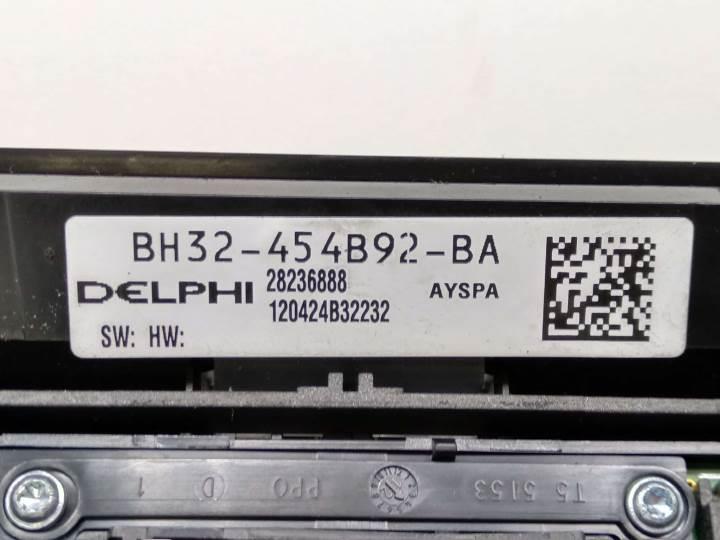 BH32-454B92-BA
DELPHI 28236888 AYSPA
120424B32232
SW: HW:
1 D PPO T5 5153